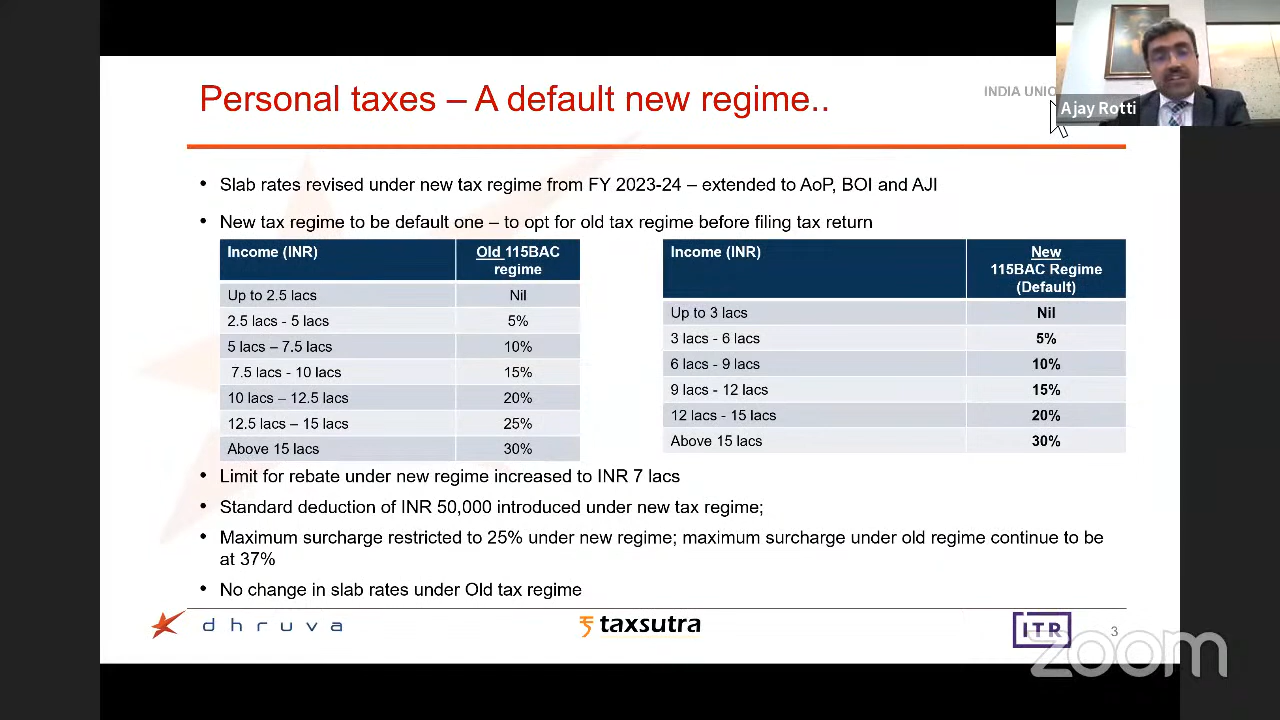 Personal taxes – A default new regime..
INDIA UNIO
Ajay Rotti
• Slab rates revised under new tax regime from FY 2023-24 – extended to AoP, BOI and AJI
• New tax regime to be default one – to opt for old tax regime before filing tax return
Income (INR) Old 115BAC
regime
Up to 2.5 lacs Nil
2.5 lacs - 5 lacs 5%
5 lacs – 7.5 lacs 10%
7.5 lacs - 10 lacs 15%
10 lacs – 12.5 lacs 20%
12.5 lacs – 15 lacs 25%
Above 15 lacs 30%
Income (INR) New
115BAC Regime
(Default)
Up to 3 lacs Nil
3 lacs - 6 lacs 5%
6 lacs - 9 lacs 10%
9 lacs - 12 lacs 15%
12 lacs - 15 lacs 20%
Above 15 lacs 30%
• Limit for rebate under new regime increased to INR 7 lacs
• Standard deduction of INR 50,000 introduced under new tax regime;
• Maximum surcharge restricted to 25% under new regime; maximum surcharge under old regime continue to be
at 37%
• No change in slab rates under Old tax regime
dhruva
₹ taxsutra
ITR
3
zoom